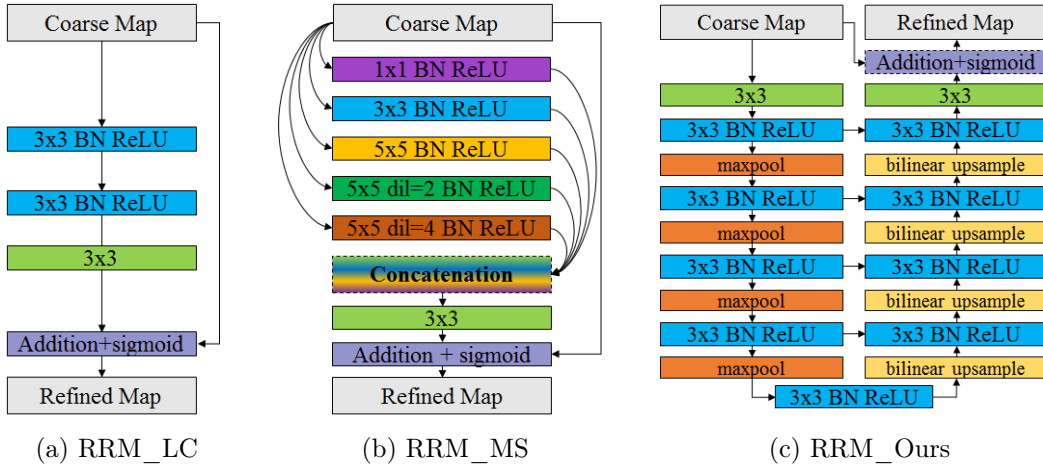 Coarse Map
3x3 BN ReLU
3x3 BN ReLU
3x3
Addition+sigmoid
Refined Map
(a) RRM_LC
Coarse Map
1x1 BN ReLU
3x3 BN ReLU
5x5 BN ReLU
5x5 dil=2 BN ReLU
5x5 dil=4 BN ReLU
Concatenation
3x3
Addition + sigmoid
Refined Map
(b) RRM_MS
Coarse Map
3x3
3x3 BN ReLU
maxpool
3x3 BN ReLU
maxpool
3x3 BN ReLU
maxpool
3x3 BN ReLU
maxpool
3x3 BN ReLU
Refined Map
Addition+sigmoid
3x3
3x3 BN ReLU
bilinear upsample
3x3 BN ReLU
bilinear upsample
3x3 BN ReLU
bilinear upsample
3x3 BN ReLU
bilinear upsample
(c) RRM_Ours